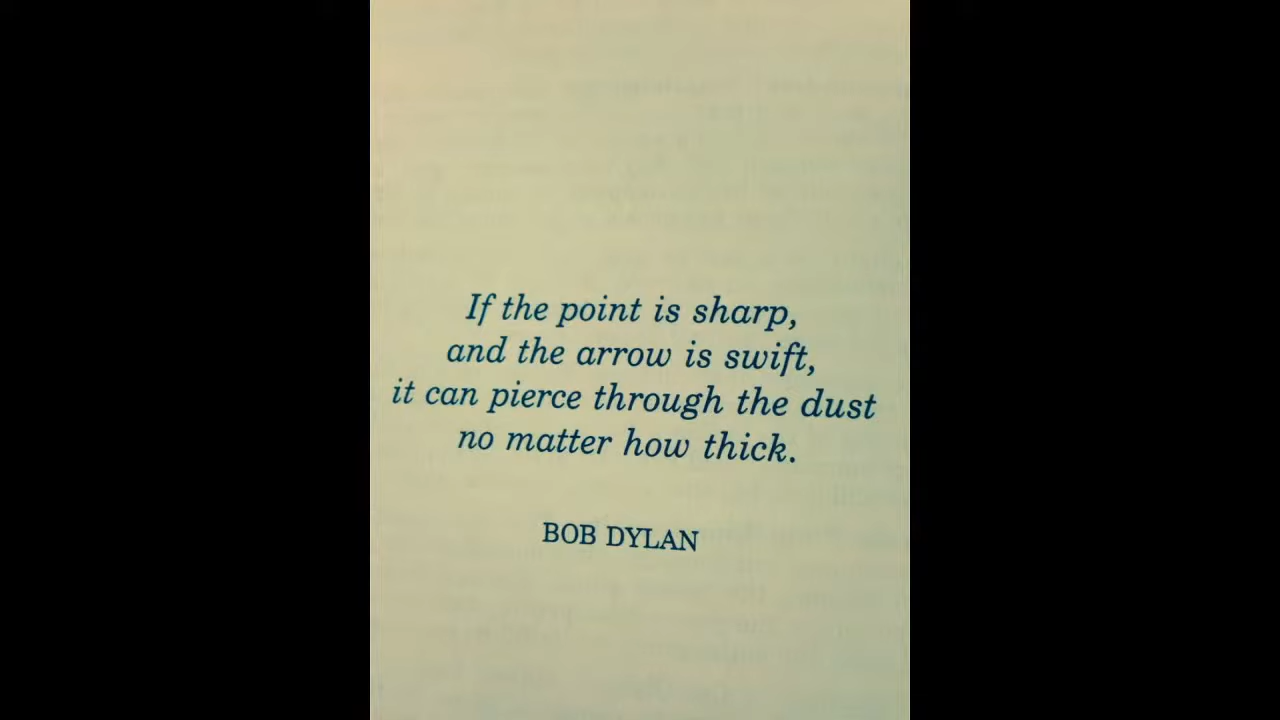 If the point is sharp,
and the arrow is swift,
it can pierce through the dust
no matter how thick.
BOB DYLAN